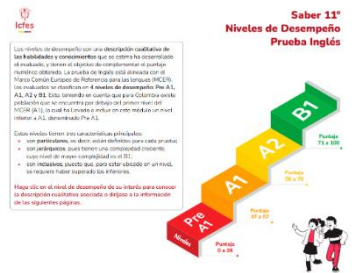 Icfes
Saber 11°
Niveles de Desempeño
Prueba Inglés
Los niveles de desempeño son una descripción cualitativa de
las habilidades y conocimientos que se estima ha desarrollado
el evaluado, y tienen el objetivo de complementar el puntaje
numérico obtenido. La prueba de Inglés está alineada con el
Marco Común Europeo de Referencia para las lenguas (MCER),
los evaluados se clasifican en 4 niveles de desempeño: Pre A1,
A1, A2 y B1. Esto, teniendo en cuenta que para Colombia existe
población que se encuentra por debajo del primer nivel del
MCER (A1), lo cual ha llevado a incluir en este módulo un nivel
inferior a A1, denominado Pre A1.
Estos niveles tienen tres características principales:
• son particulares, es decir, están definidos para cada prueba;
• son jerárquicos, pues tienen una complejidad creciente,
cuyo nivel de mayor complejidad es el B1;
• son inclusivos, puesto que, para estar ubicado en un nivel,
se requiere haber superado los inferiores.
Haga clic en el nivel de desempeño de su interés para conocer
la descripción cualitativa asociada o diríjase a la información
de las siguientes páginas.
B1
Puntaje
71 a 100
A2
Puntaje
A1
Puntaje
Pre
A1
Puntaje
0 a 36
Niveles